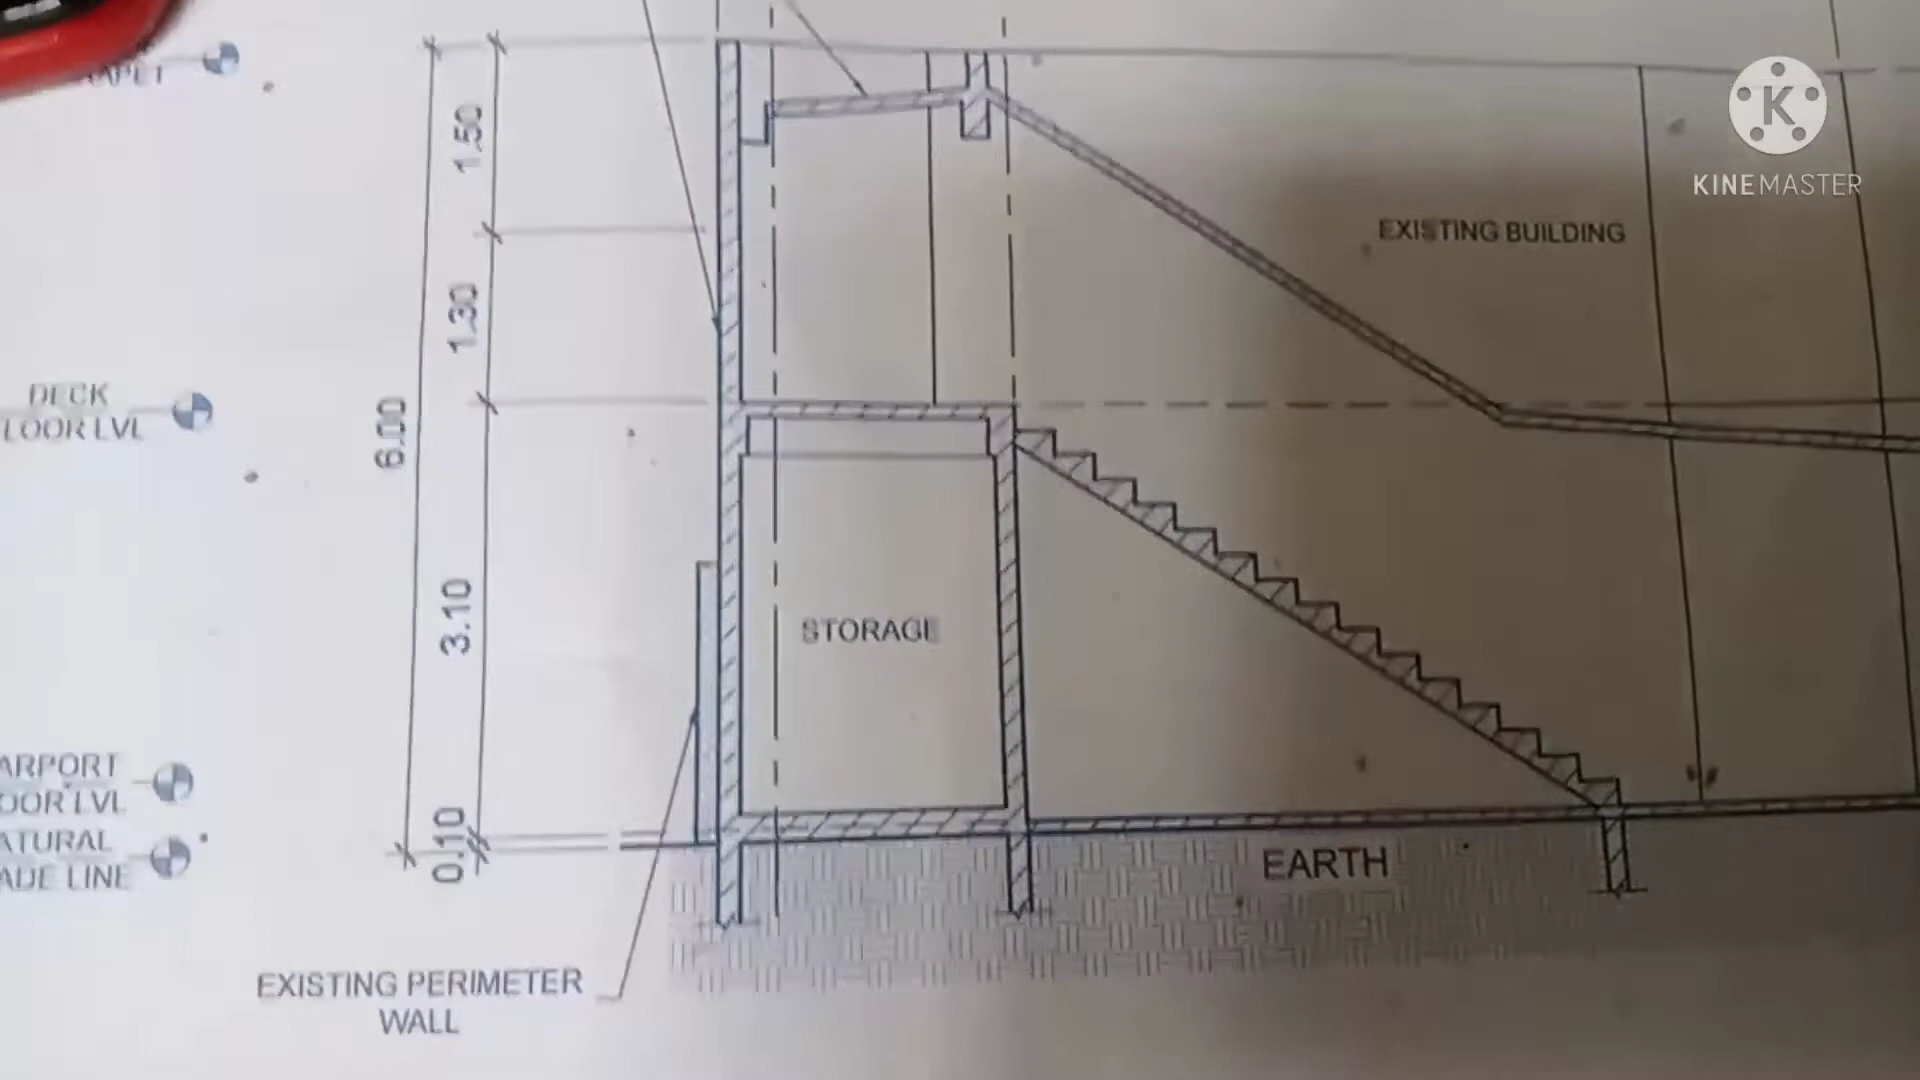 1.50
KINEMASTER
EXISTING BUILDING
1.30
DECK
LOOR LVL
6.00
3.10
STORAGE
ARPORT
OOR LVL
ATURAL
ADE LINE
0.10
EARTH
EXISTING PERIMETER
WALL